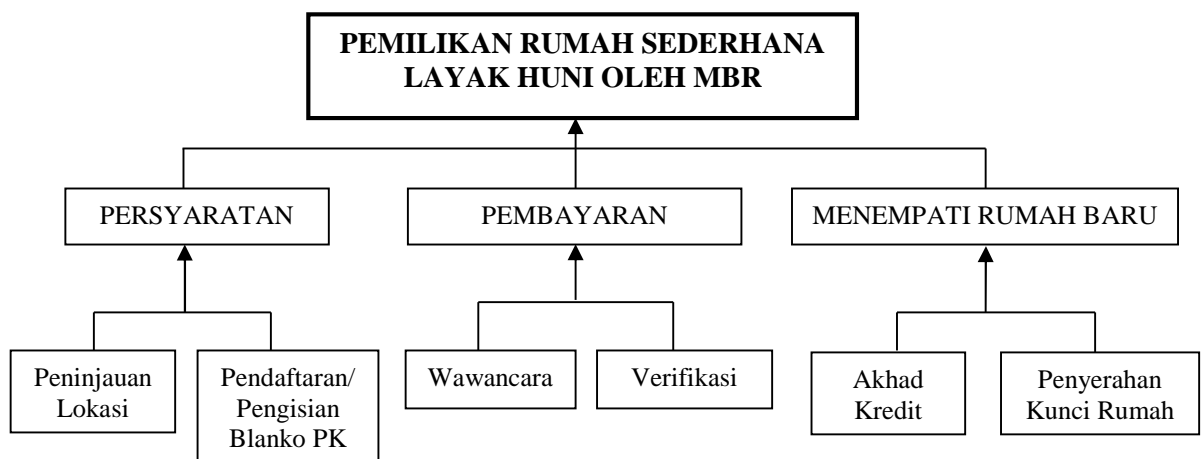 PEMILIKAN RUMAH SEDERHANA
LAYAK HUNI OLEH MBR
PERSYARATAN
PEMBAYARAN
MENEMPATI RUMAH BARU
Peninjauan
Lokasi
Pendaftaran/
Pengisian
Blanko PK
Wawancara
Verifikasi
Akhad
Kredit
Penyerahan
Kunci Rumah